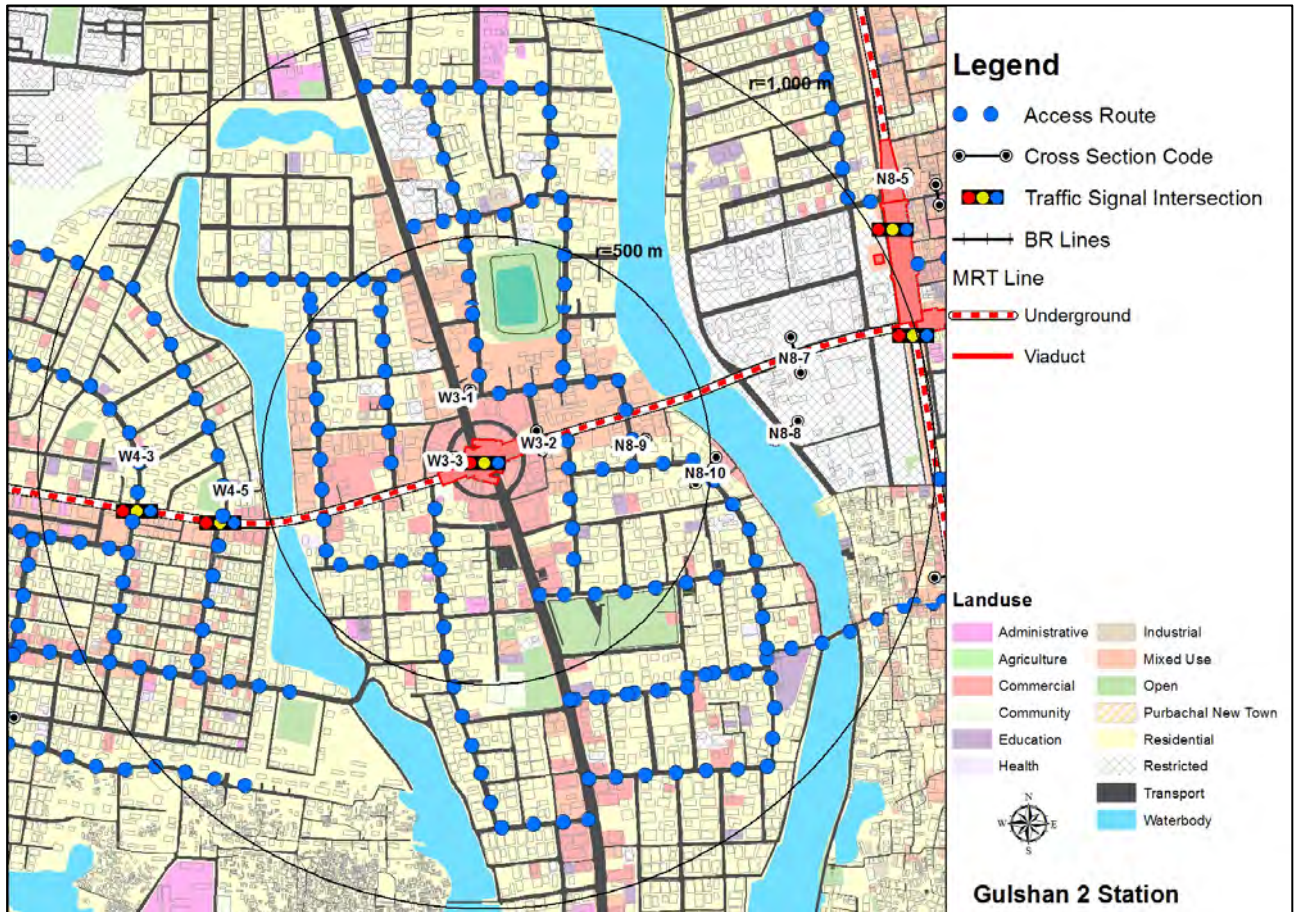 r=1,000 m
N8-5
r=500 m
N8-7
W3-1
W3-2
N8-9
N8-8
W4-3
W3-3
N8-10
W4-5
Legend
Access Route
Cross Section Code
Traffic Signal Intersection
BR Lines
MRT Line
Underground
Viaduct
Landuse
Administrative
Agriculture
Commercial
Community
Education
Health
Industrial
Mixed Use
Open
Purbachal New Town
Residential
Restricted
Transport
Waterbody
N
W E
S
Gulshan 2 Station